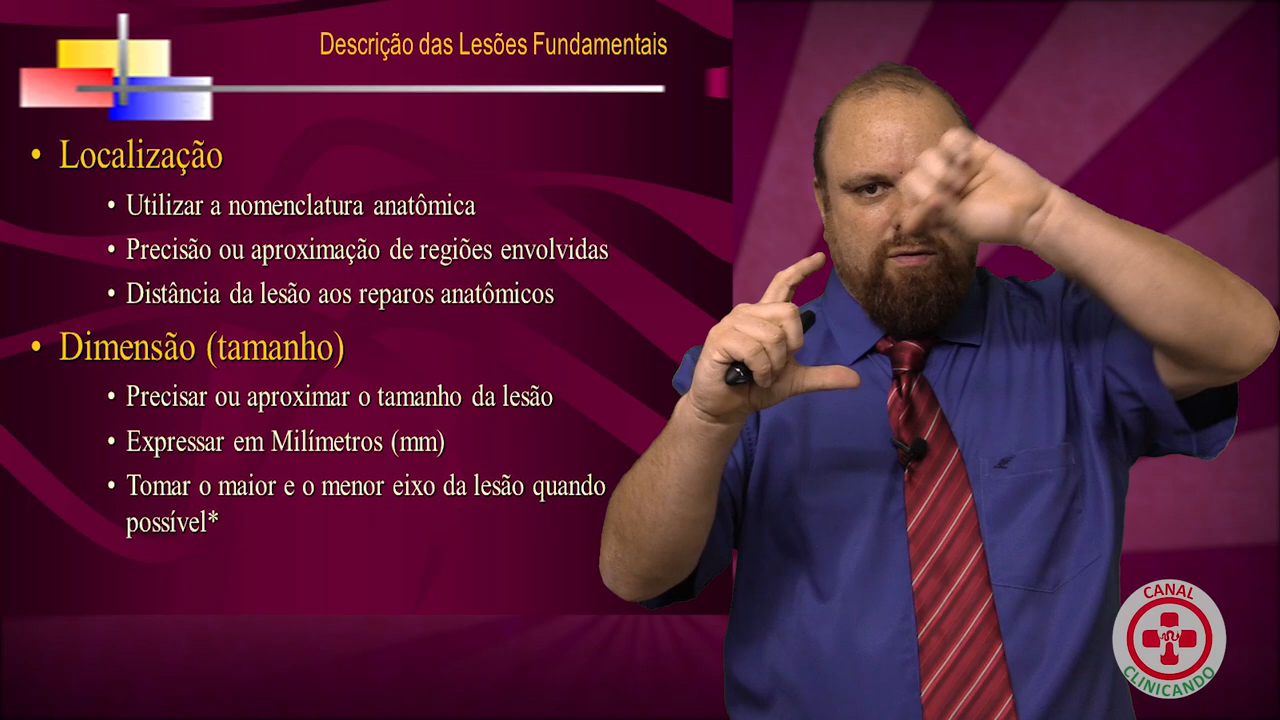 Descrição das Lesões Fundamentais
• Localização
• Utilizar a nomenclatura anatômica
• Precisão ou aproximação de regiões envolvidas
• Distância da lesão aos reparos anatômicos
• Dimensão (tamanho)
• Precisar ou aproximar o tamanho da lesão
• Expressar em Milímetros (mm)
• Tomar o maior e o menor eixo da lesão quando
possível*
CANAL
CLINICANDO